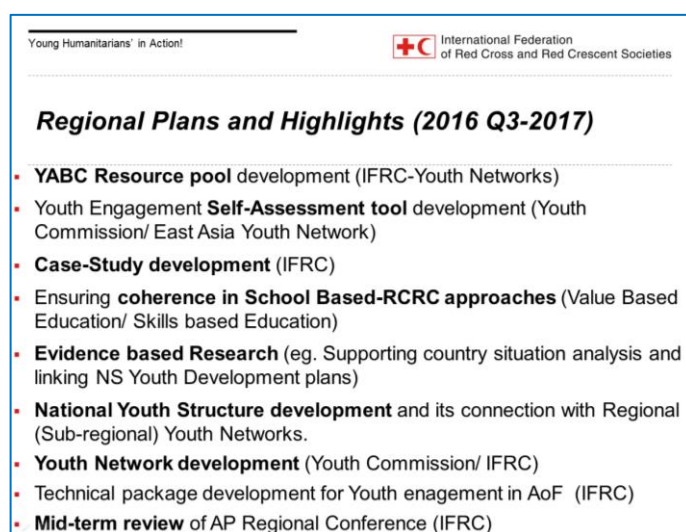 Young Humanitarians' in Action!
International Federation
of Red Cross and Red Crescent Societies
Regional Plans and Highlights (2016 Q3-2017)
▪ YABC Resource pool development (IFRC-Youth Networks)
▪ Youth Engagement Self-Assessment tool development (Youth
Commission/ East Asia Youth Network)
▪ Case-Study development (IFRC)
▪ Ensuring coherence in School Based-RCRC approaches (Value Based
Education/ Skills based Education)
▪ Evidence based Research (eg. Supporting country situation analysis and
linking NS Youth Development plans)
▪ National Youth Structure development and its connection with Regional
(Sub-regional) Youth Networks.
▪ Youth Network development (Youth Commission/ IFRC)
▪ Technical package development for Youth enagement in AoF (IFRC)
▪ Mid-term review of AP Regional Conference (IFRC)